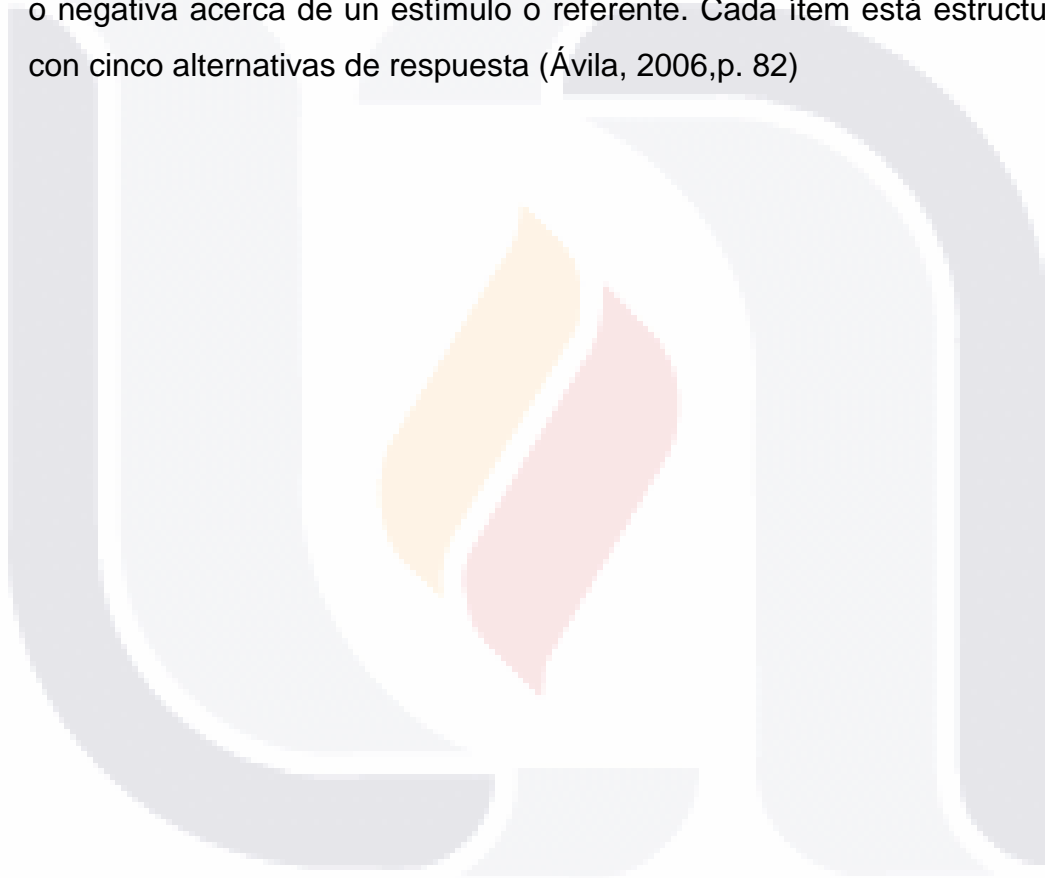 o negativa acerca de un estímulo o referente. Cada ítem está estructu
con cinco alternativas de respuesta (Ávila, 2006,p. 82)